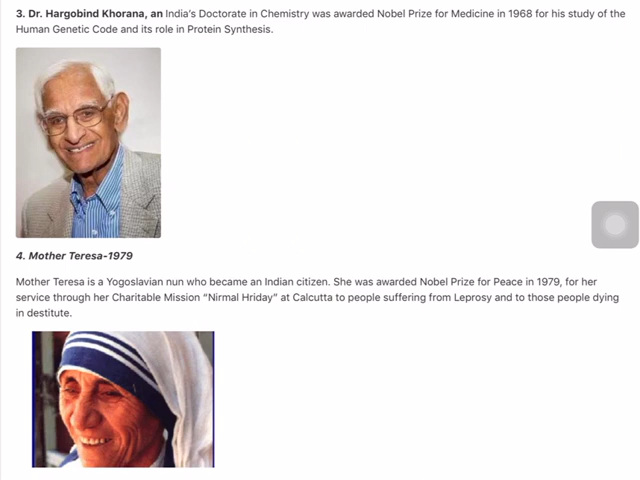 3. Dr. Hargobind Khorana, an India's Doctorate in Chemistry was awarded Nobel Prize for Medicine in 1968 for his study of the
Human Genetic Code and its role in Protein Synthesis.
4. Mother Teresa-1979
Mother Teresa is a Yogoslavian nun who became an Indian citizen. She was awarded Nobel Prize for Peace in 1979, for her
service through her Charitable Mission “Nirmal Hriday” at Calcutta to people suffering from Leprosy and to those people dying
in destitute.